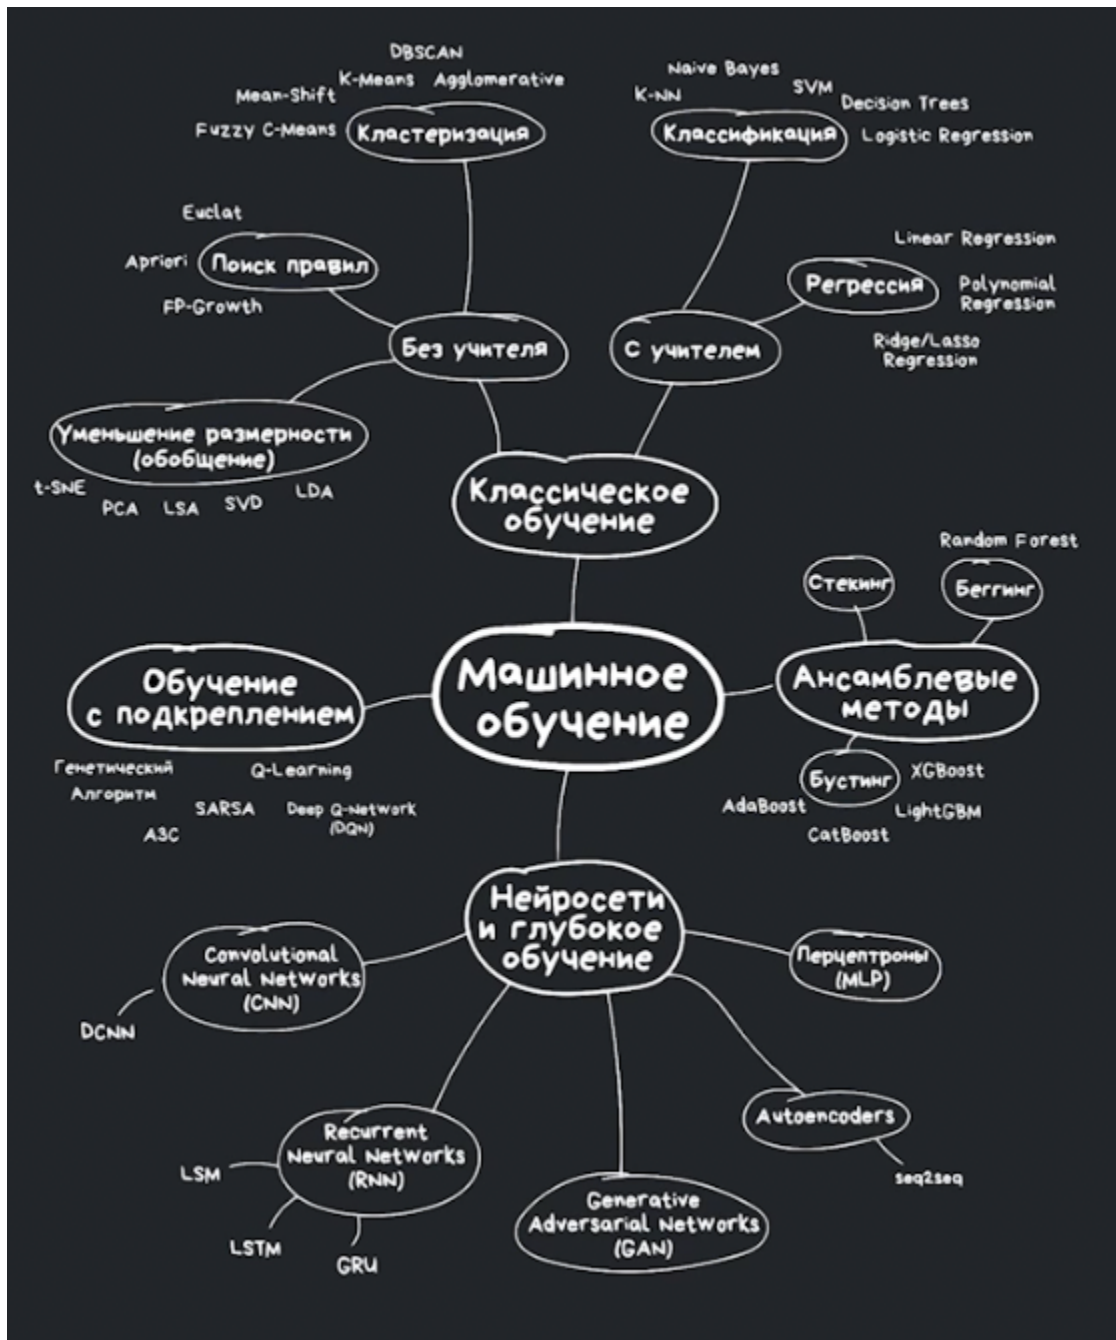 DBSCAN
K-Means
Agglomerative
Mean-Shift
Fuzzy C-Means
Кластеризация
Naive Bayes
K-NN
SVM
Decision Trees
Классификация
Logistic Regression
Euclat
Apriori
Поиск правил
FP-Growth
Linear Regression
Регрессия
Polynomial
Regression
Ridge/Lasso
Regression
Без учителя
С учителем
Уменьшение размерности
(обобщение)
t-SNE
PCA
LSA
SVD
LDA
Классическое
обучение
Random Forest
Стекинг
Беггинг
Машинное
обучение
Обучение
с подкреплением
Ансамблевые
методы
Генетический
Алгоритм
Q-Learning
SARSA
Deep Q-Network
(DQN)
A3C
Бустинг
XGBoost
AdaBoost
LightGBM
CatBoost
Нейросети
и глубокое
обучение
Convolutional
Neural Networks
(CNN)
DCNN
Перцептроны
(MLP)
Autoencoders
seq2seq
Recurrent
Neural Networks
(RNN)
LSM
LSTM
GRU
Generative
Adversarial Networks
(GAN)